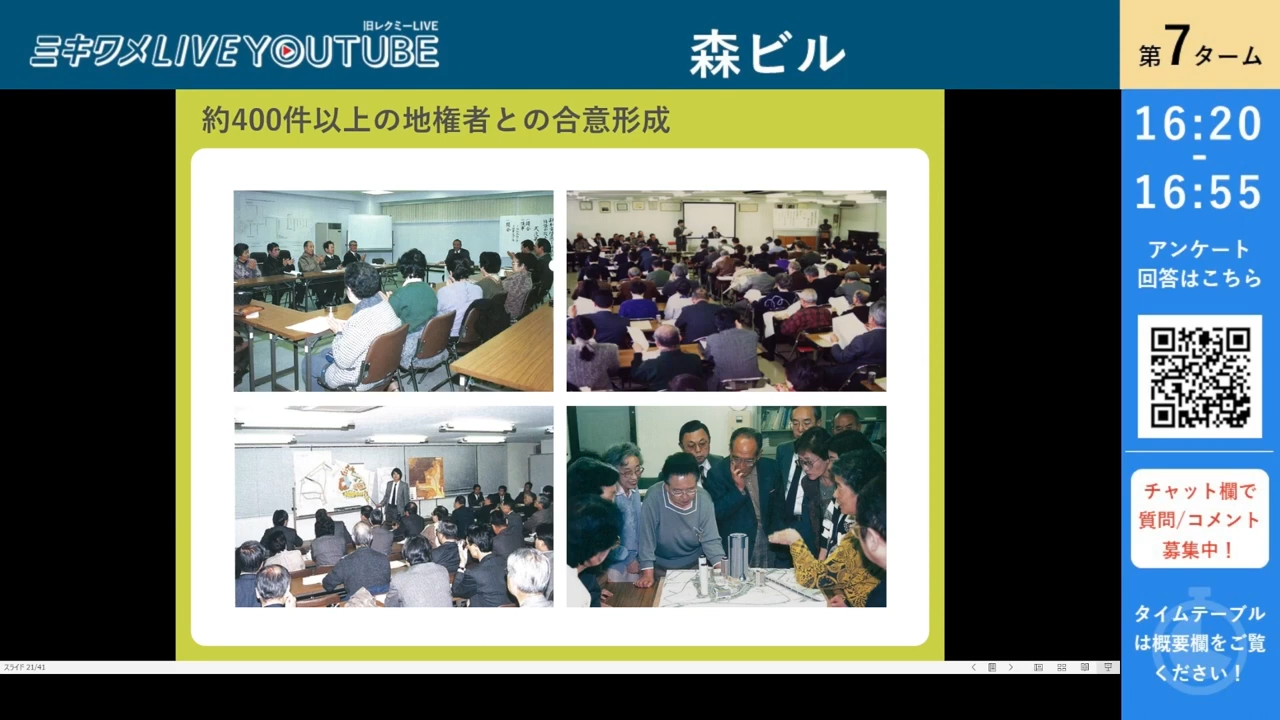 旧レクミーLIVE
ミキワメLIVE YOUTUBE
森ビル
第7ターム
約400件以上の地権者との合意形成
16:20
-
16:55
アンケート
回答はこちら
チャット欄で
質問/コメント
募集中！
タイムテーブル
は概要欄をご覧
ください！
スライド 21/41